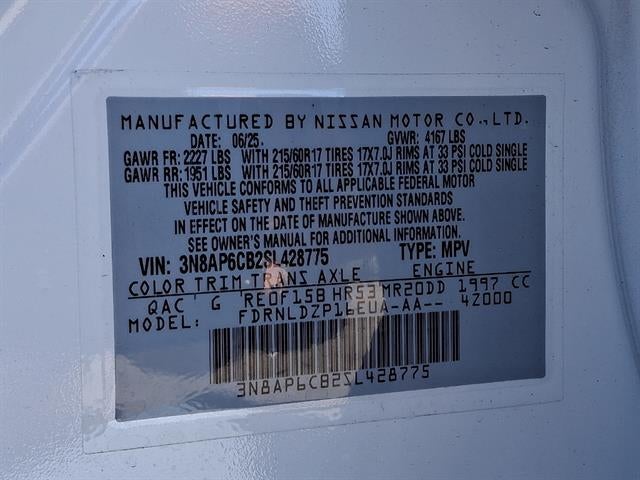 MANUFACTURED BY NISSAN MOTOR CO., LTD.
DATE: 06/25. GVWR: 4167 LBS
GAWR FR: 2227 LBS WITH 215/60R17 TIRES 17X7.0J RIMS AT 33 PSI COLD SINGLE
GAWR RR: 1951 LBS WITH 215/60R17 TIRES 17X7.0J RIMS AT 33 PSI COLD SINGLE
THIS VEHICLE CONFORMS TO ALL APPLICABLE FEDERAL MOTOR
VEHICLE SAFETY AND THEFT PREVENTION STANDARDS
IN EFFECT ON THE DATE OF MANUFACTURE SHOWN ABOVE.
SEE OWNER'S MANUAL FOR ADDITIONAL INFORMATION.
VIN: 3N8AP6CB2SL428775 TYPE: MPV
COLOR TRIM TRANS AXLE ENGINE
QAC G RE0F15B HR53 MR20DD 1997 CC
MODEL: FDRNLDZP16EUA-AA-- 42000
3N8AP6CB2SL428775